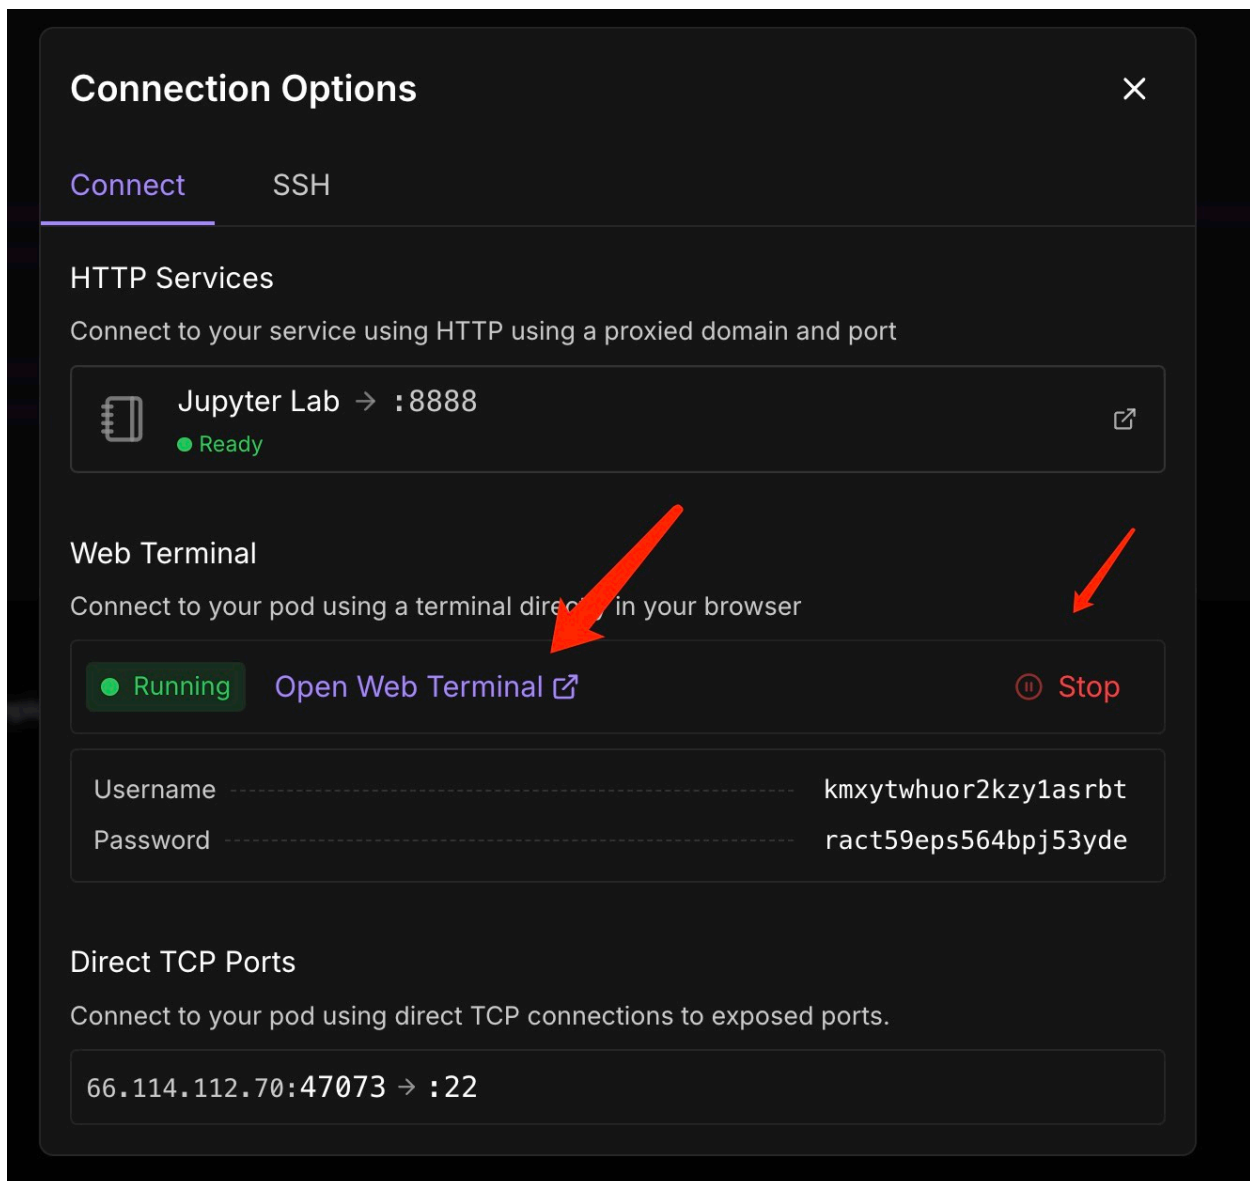 Connection Options
Connect SSH
HTTP Services
Connect to your service using HTTP using a proxied domain and port
Jupyter Lab → :8888
Ready
Web Terminal
Connect to your pod using a terminal directly in your browser
Running Open Web Terminal Stop
Username kmxytwhuor2kzy1asrbt
Password ract59eps564bpj53yde
Direct TCP Ports
Connect to your pod using direct TCP connections to exposed ports.
66.114.112.70:47073 → :22